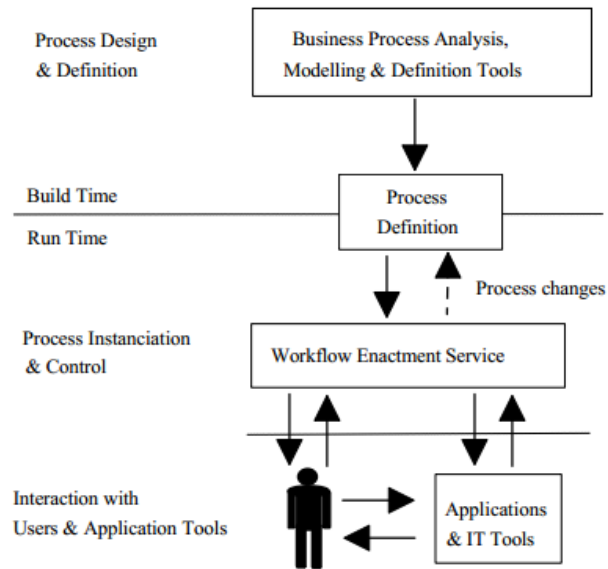 Process Design
& Definition
Business Process Analysis,
Modelling & Definition Tools
Build Time
Run Time
Process
Definition
Process changes
Process Instanciation
& Control
Workflow Enactment Service
Interaction with
Users & Application Tools
Applications
& IT Tools